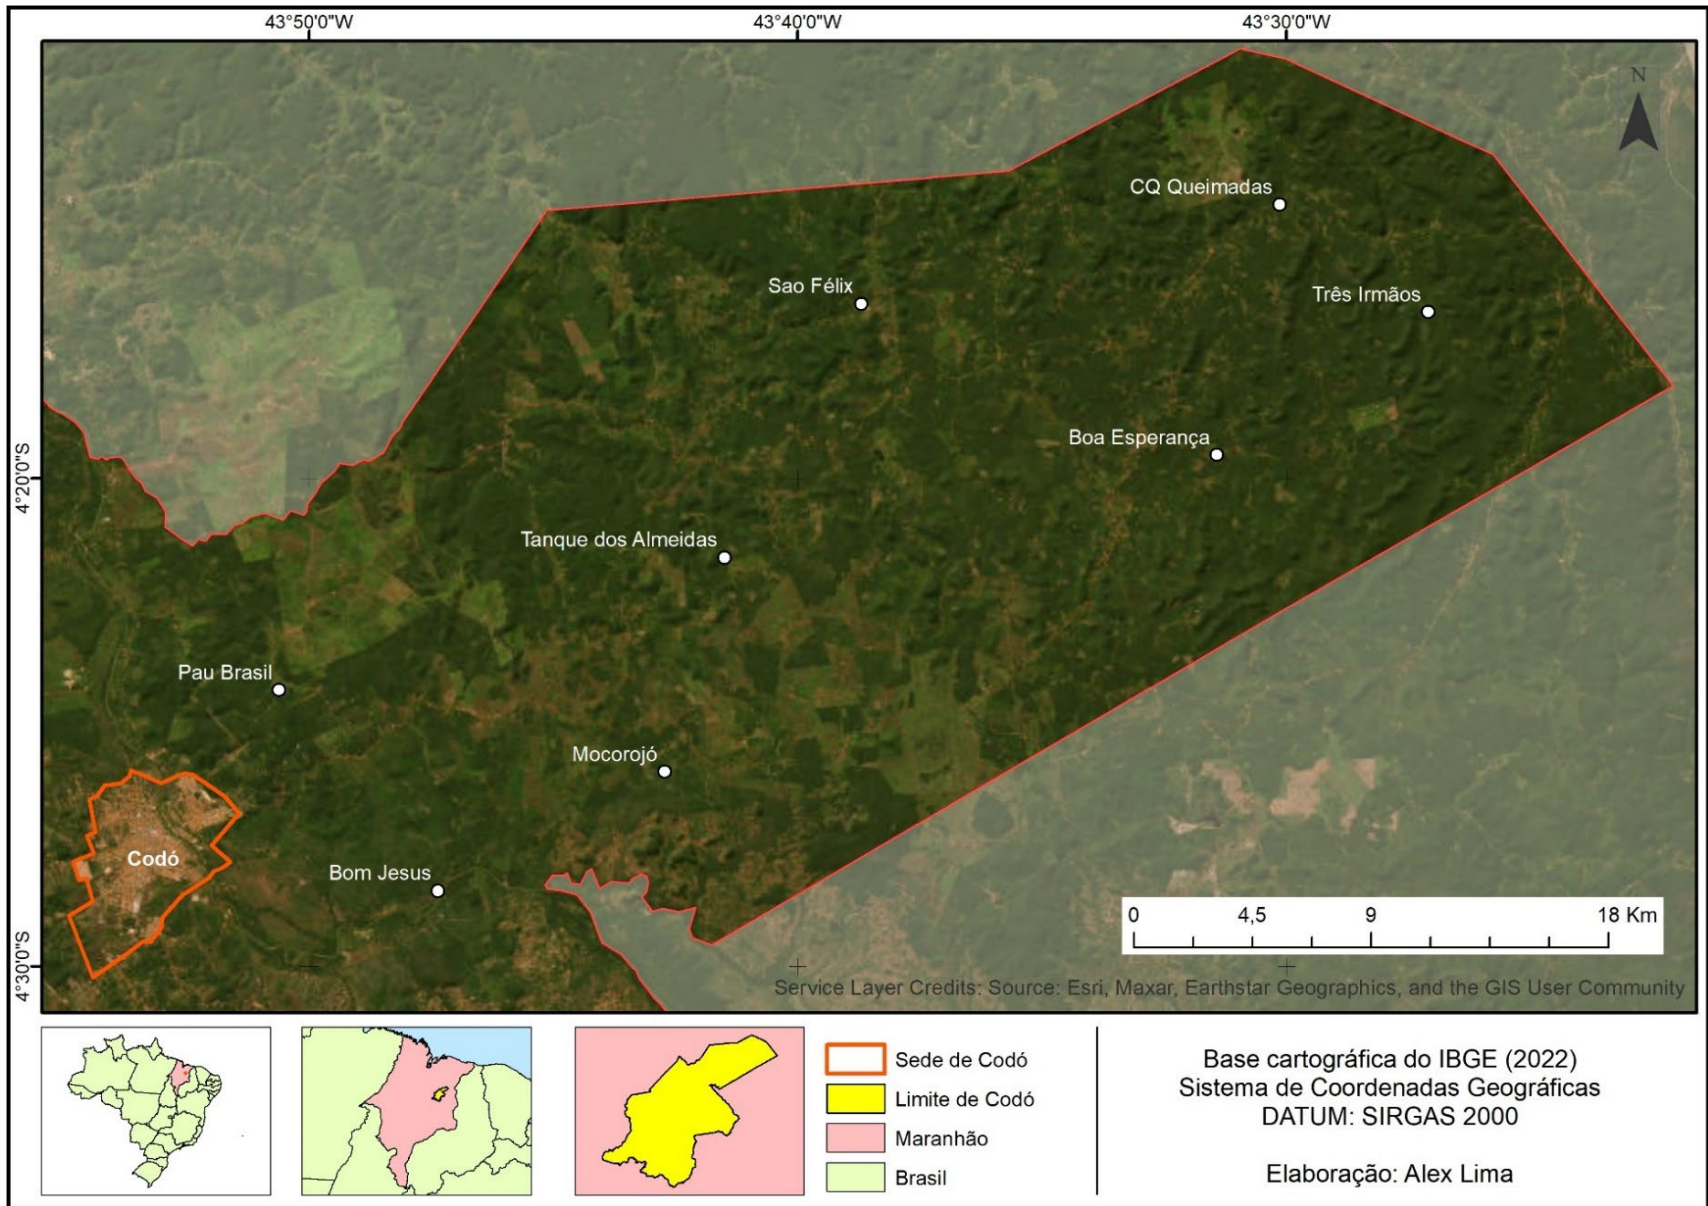 43°50'0"W
43°40'0"W
43°30'0"W
N
CQ Queimadas
Sao Félix
Três Irmãos
Boa Esperança
4°20'0"S
Tanque dos Almeidas
Pau Brasil
Mocorojó
Codó
Bom Jesus
0 4,5 9 18 Km
4°30'0"S
Service Layer Credits: Source: Esri, Maxar, Earthstar Geographics, and the GIS User Community
Sede de Codó
Limite de Codó
Maranhão
Brasil
Base cartográfica do IBGE (2022)
Sistema de Coordenadas Geográficas
DATUM: SIRGAS 2000
Elaboração: Alex Lima